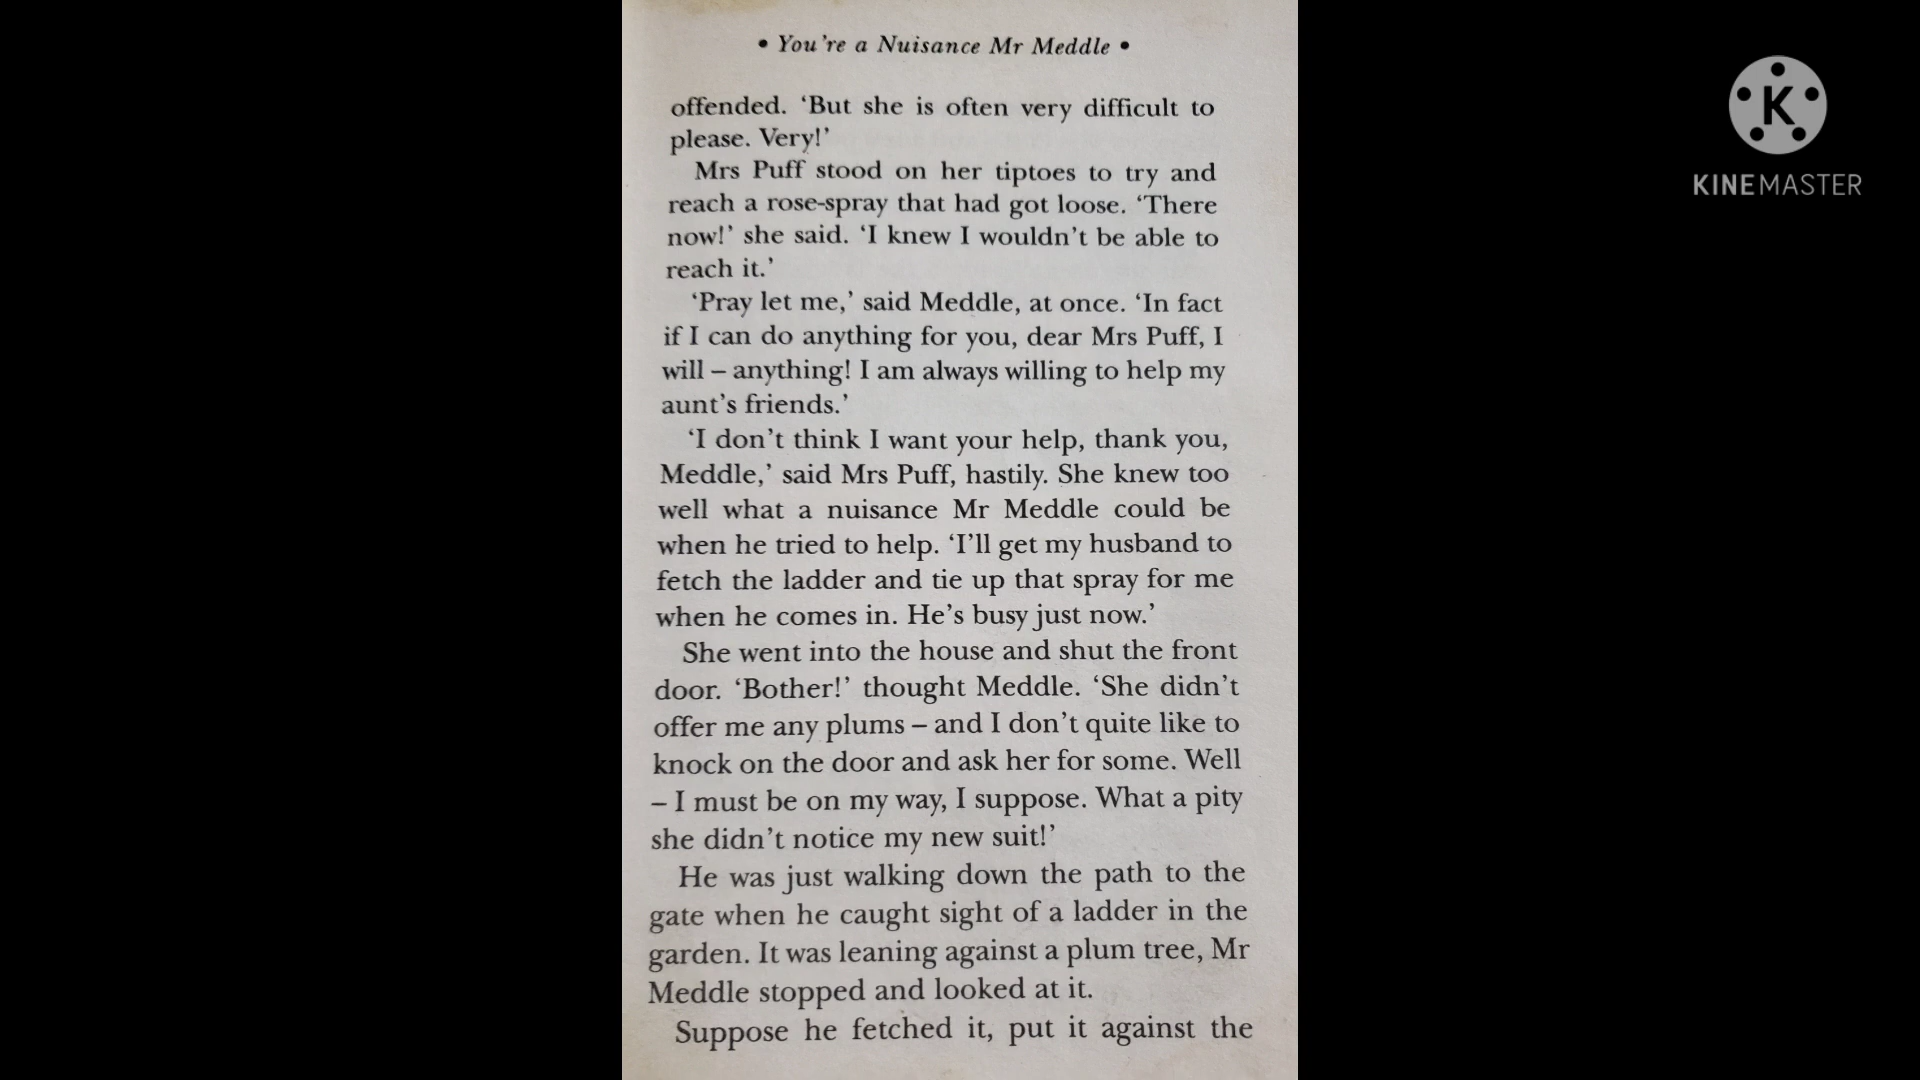 • You're a Nuisance Mr Meddle •
offended. 'But she is often very difficult to
please. Very!'
Mrs Puff stood on her tiptoes to try and
reach a rose-spray that had got loose. 'There
now!' she said. 'I knew I wouldn't be able to
reach it.'
'Pray let me,' said Meddle, at once. 'In fact
if I can do anything for you, dear Mrs Puff, I
will – anything! I am always willing to help my
aunt's friends.'
'I don't think I want your help, thank you,
Meddle,' said Mrs Puff, hastily. She knew too
well what a nuisance Mr Meddle could be
when he tried to help. 'I'll get my husband to
fetch the ladder and tie up that spray for me
when he comes in. He's busy just now.'
She went into the house and shut the front
door. 'Bother!' thought Meddle. 'She didn't
offer me any plums – and I don't quite like to
knock on the door and ask her for some. Well
– I must be on my way, I suppose. What a pity
she didn't notice my new suit!'
He was just walking down the path to the
gate when he caught sight of a ladder in the
garden. It was leaning against a plum tree, Mr
Meddle stopped and looked at it.
Suppose he fetched it, put it against the
K
KINEMASTER